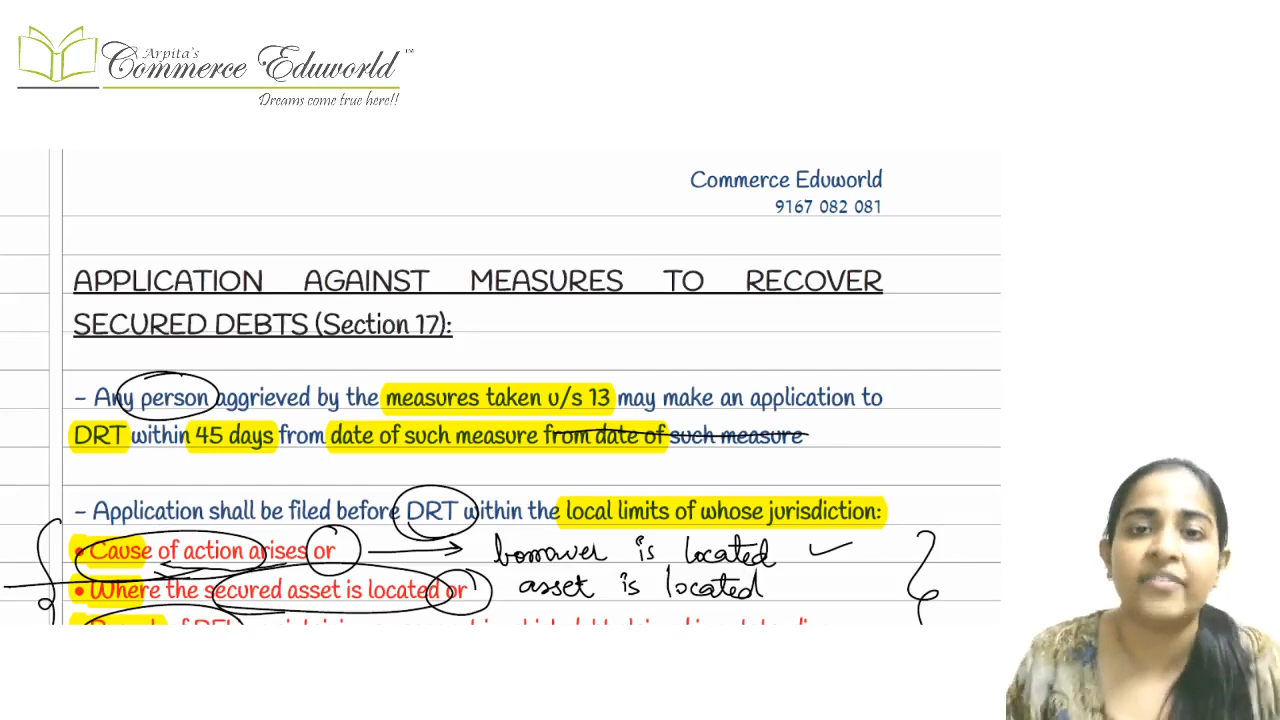 Arpita's
Commerce Eduworld ™
Dreams come true here!!
Commerce Eduworld
9167 082 081
APPLICATION AGAINST MEASURES TO RECOVER
SECURED DEBTS (Section 17):
- Any person aggrieved by the measures taken u/s 13 may make an application to
DRT within 45 days from date of such measure from date of such measure
- Application shall be filed before DRT within the local limits of whose jurisdiction:
• Cause of action arises or → borrower is located ✓
• Where the secured asset is located or asset is located